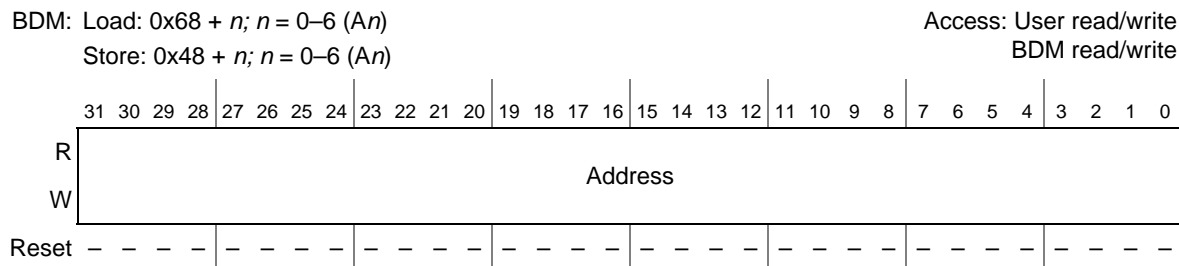 BDM: Load: 0x68 + n; n = 0–6 (An) Access: User read/write
Store: 0x48 + n; n = 0–6 (An) BDM read/write
31 30 29 28 27 26 25 24 23 22 21 20 19 18 17 16 15 14 13 12 11 10 9 8 7 6 5 4 3 2 1 0
R
Address
W
Reset – – – – – – – – – – – – – – – – – – – – – – – – – – – – – – – –